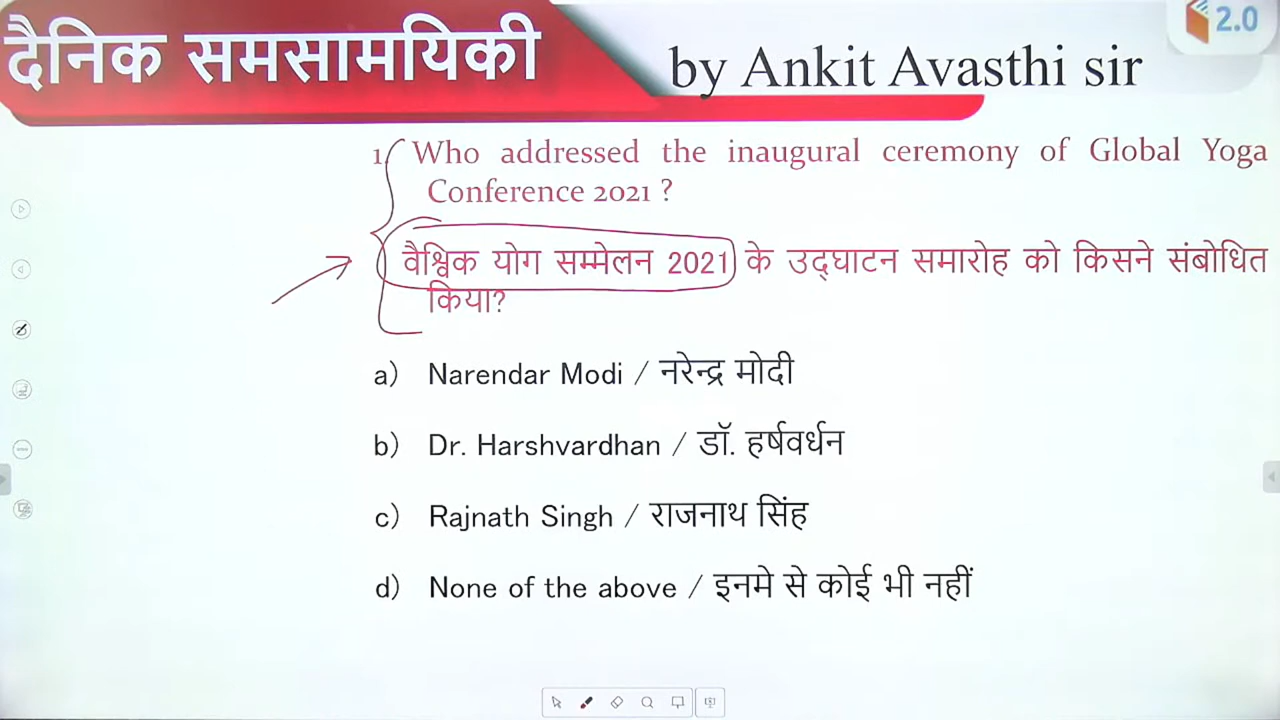 दैनिक समसामयिकी
by Ankit Avasthi sir
2.0
1. Who addressed the inaugural ceremony of Global Yoga
Conference 2021 ?
वैश्विक योग सम्मेलन 2021 के उद्घाटन समारोह को किसने संबोधित
किया?
a) Narendar Modi / नरेन्द्र मोदी
b) Dr. Harshvardhan / डॉ. हर्षवर्धन
c) Rajnath Singh / राजनाथ सिंह
d) None of the above / इनमे से कोई भी नहीं